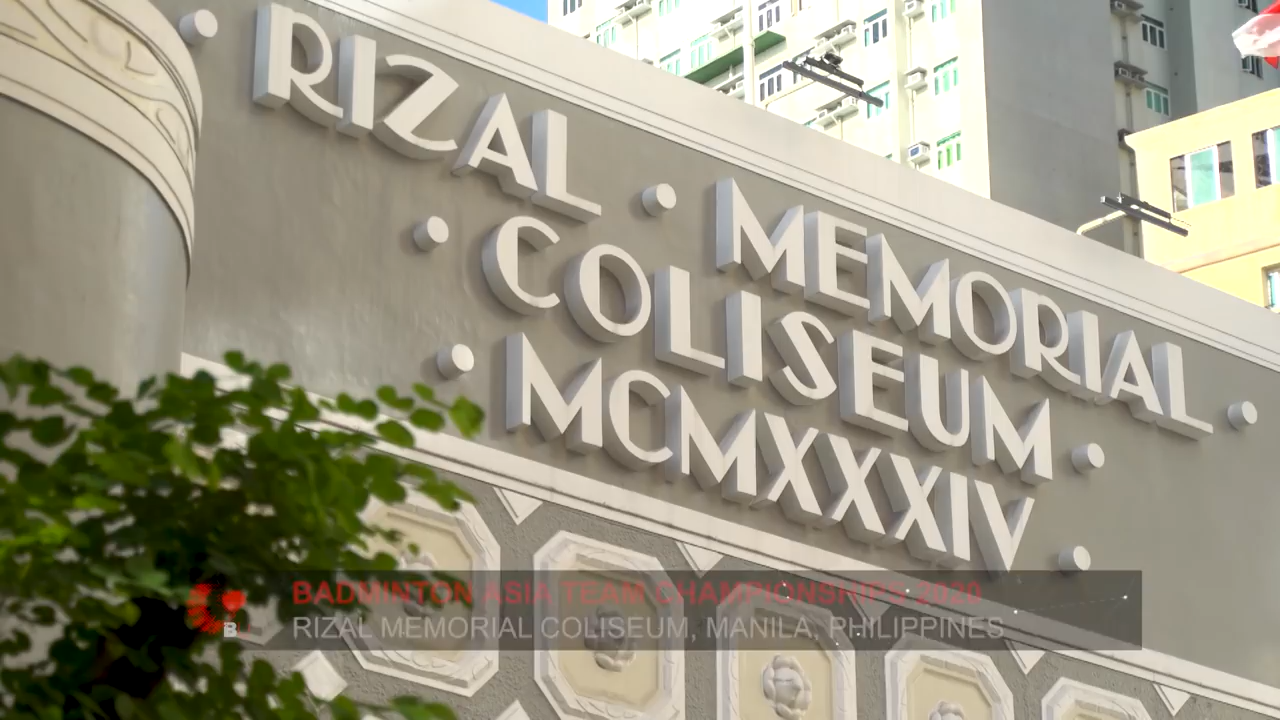 RIZAL • MEMORIAL •
• COLISEUM •
• MCMXXXIV •
BADMINTON ASIA TEAM CHAMPIONSHIPS 2020
RIZAL MEMORIAL COLISEUM, MANILA, PHILIPPINES
B